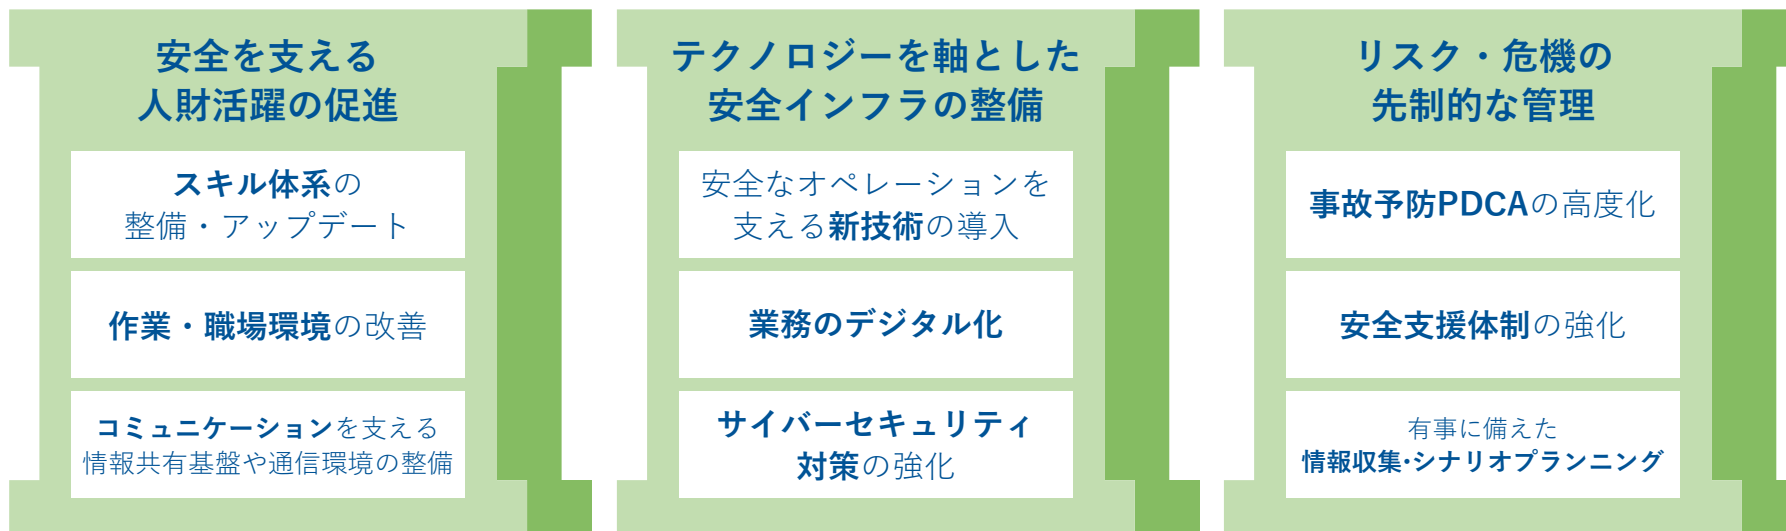 安全を支える
人財活躍の促進
スキル体系の
整備・アップデート
作業・職場環境の改善
コミュニケーションを支える
情報共有基盤や通信環境の整備
テクノロジーを軸とした
安全インフラの整備
安全なオペレーションを
支える新技術の導入
業務のデジタル化
サイバーセキュリティ
対策の強化
リスク・危機の
先制的な管理
事故予防PDCAの高度化
安全支援体制の強化
有事に備えた
情報収集・シナリオプランニング